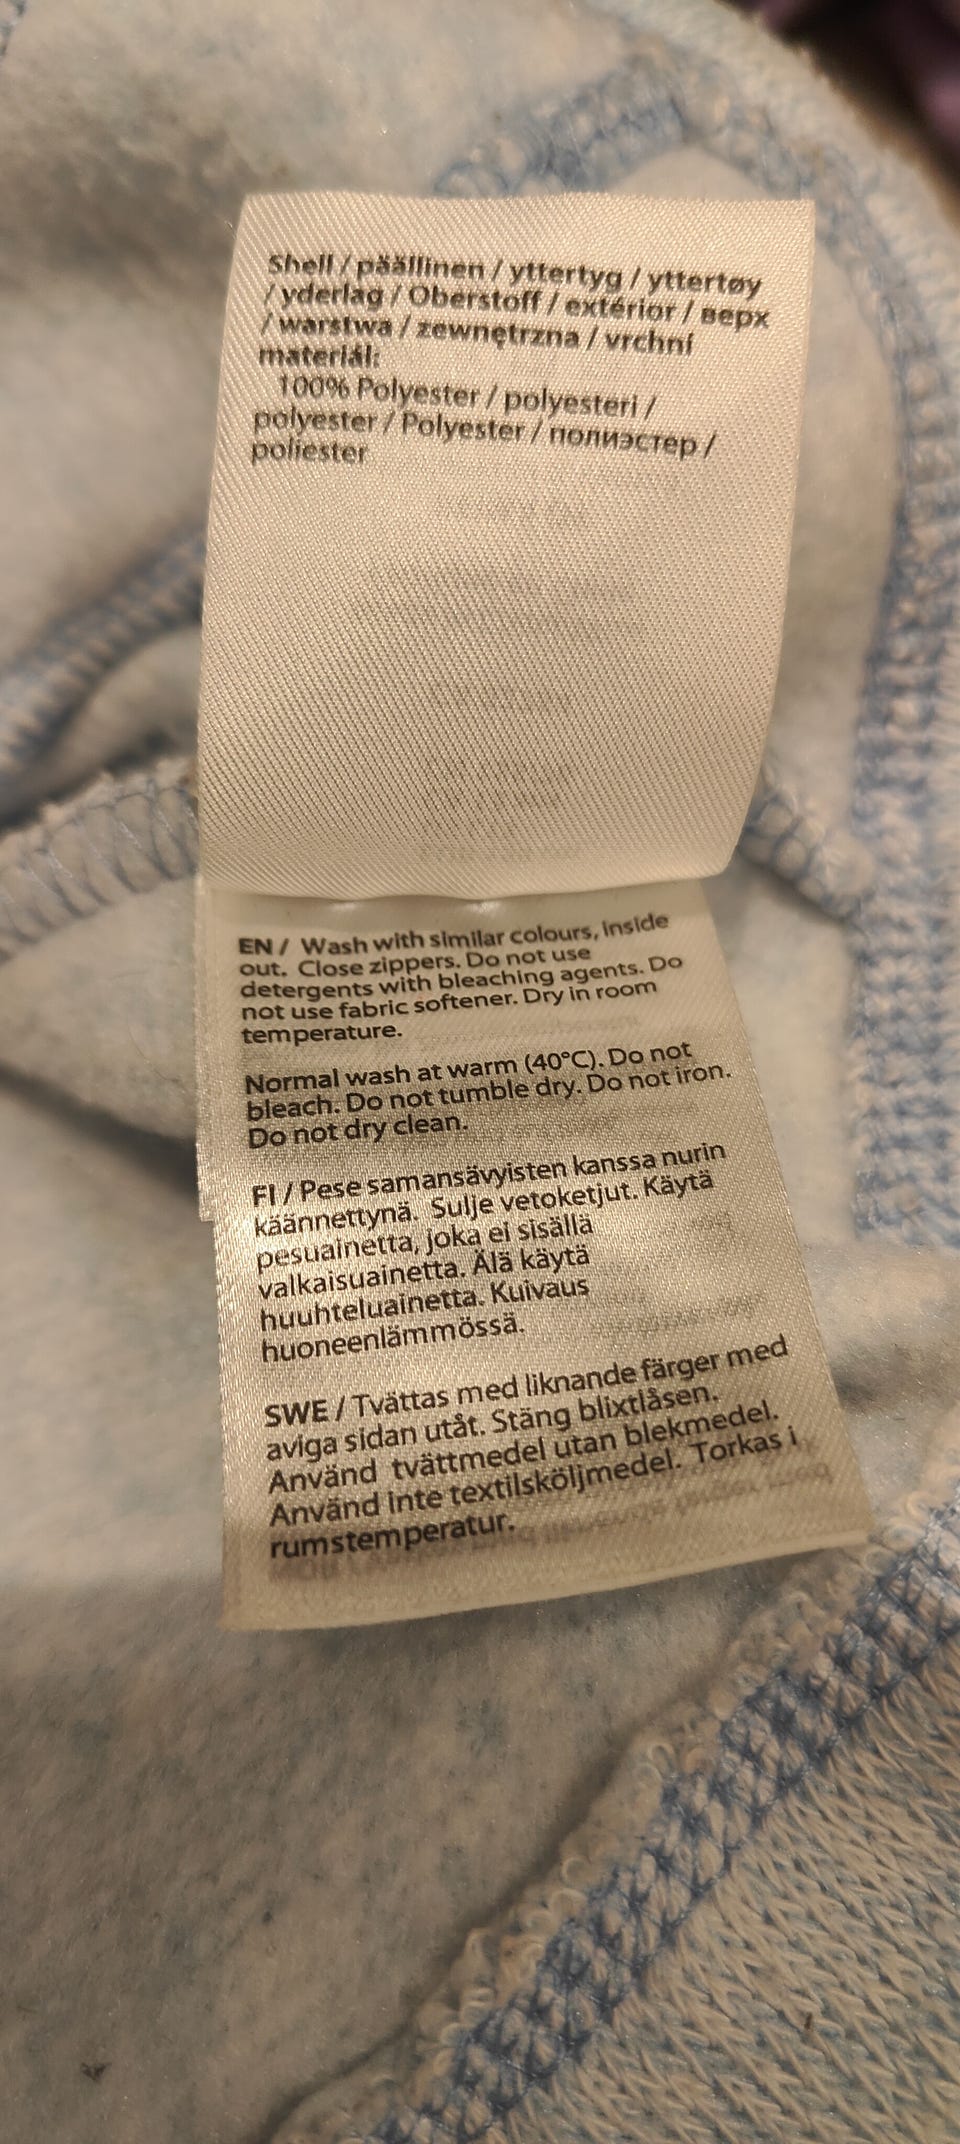 Shell / päällinen / yttertyg / yttertøy
/ yderlag / Oberstoff / extérior / верх
/ warstwa / zewnętrzna / vrchní
materiál:
100% Polyester / polyesteri /
polyester / Polyester / полиэстер /
poliester
EN / Wash with similar colours, inside
out. Close zippers. Do not use
detergents with bleaching agents. Do
not use fabric softener. Dry in room
temperature.
Normal wash at warm (40°C). Do not
bleach. Do not tumble dry. Do not iron.
Do not dry clean.
FI / Pese samansävyisten kanssa nurin
käännettynä. Sulje vetoketjut. Käytä
pesuainetta, joka ei sisällä
valkaisuainetta. Älä käytä
huuhteluainetta. Kuivaus
huoneenlämmössä.
SWE / Tvättas med liknande färger med
aviga sidan utåt. Stäng blixtlåsen.
Använd tvättmedel utan blekmedel.
Använd inte textilsköljmedel. Torkas i
rumstemperatur.